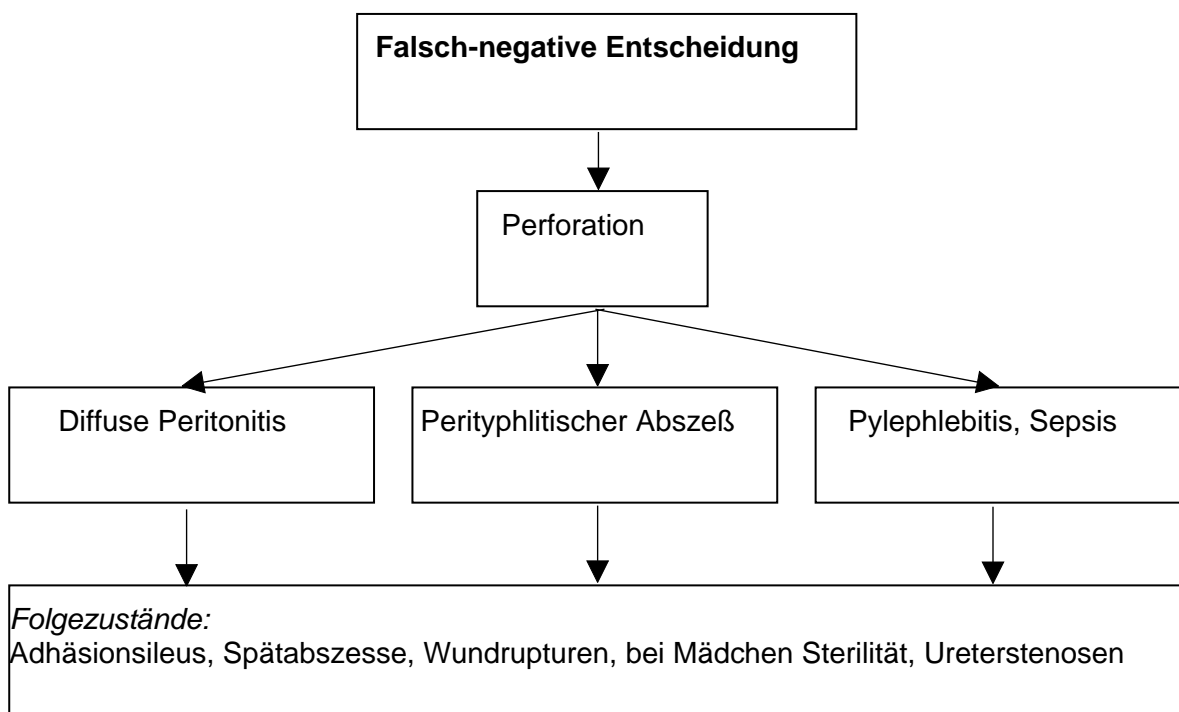 Falsch-negative Entscheidung
Perforation
Diffuse Peritonitis
Perityphlitischer Abszeß
Pylephlebitis, Sepsis
Folgezustände:
Adhäsionsileus, Spätabszesse, Wundrupturen, bei Mädchen Sterilität, Ureterstenosen